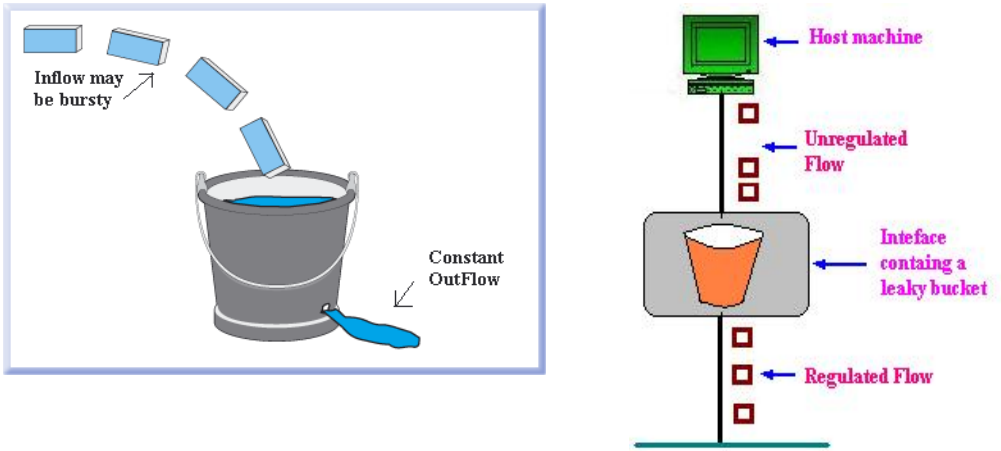 Inflow may
be bursty
Constant
OutFlow
Host machine
Unregulated
Flow
Inteface
containg a
leaky bucket
Regulated Flow